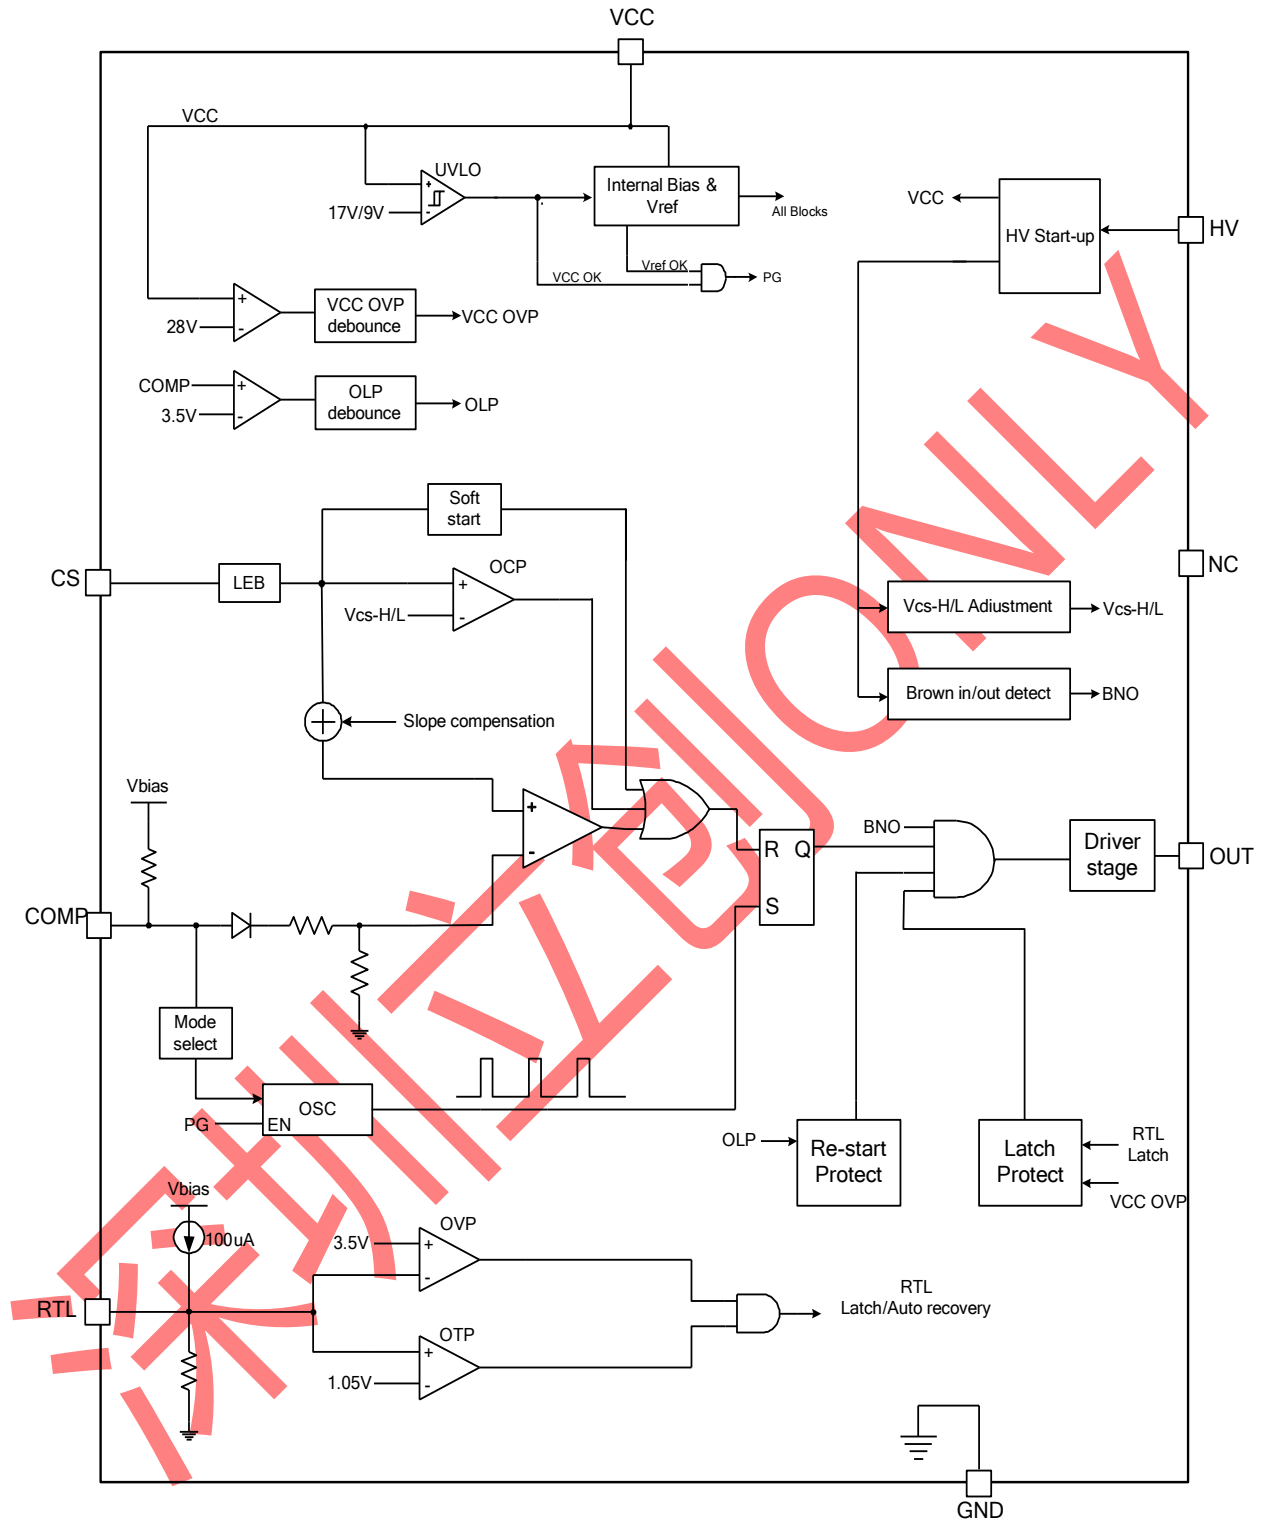 VCC
VCC
UVLO
17V/9V
Internal Bias &
Vref
All Blocks
Vref OK
VCC OK
PG
VCC
HV Start-up
HV
+
-
28V
+
-
VCC OVP
debounce
VCC OVP
COMP
3.5V
+
-
OLP
debounce
OLP
Soft
start
CS
LEB
OCP
+
-
Vcs-H/L
NC
Vcs-H/L Adiustment
Vcs-H/L
Brown in/out detect
BNO
Slope compensation
Vbias
+
-
R Q
S
BNO
Driver
stage
OUT
COMP
Mode
select
OSC
EN
PG
OLP
Re-start
Protect
Latch
Protect
RTL
Latch
VCC OVP
Vbias
100uA
OVP
3.5V
+
-
RTL
RTL
Latch/Auto recovery
OTP
+
-
1.05V
GND
ONLY